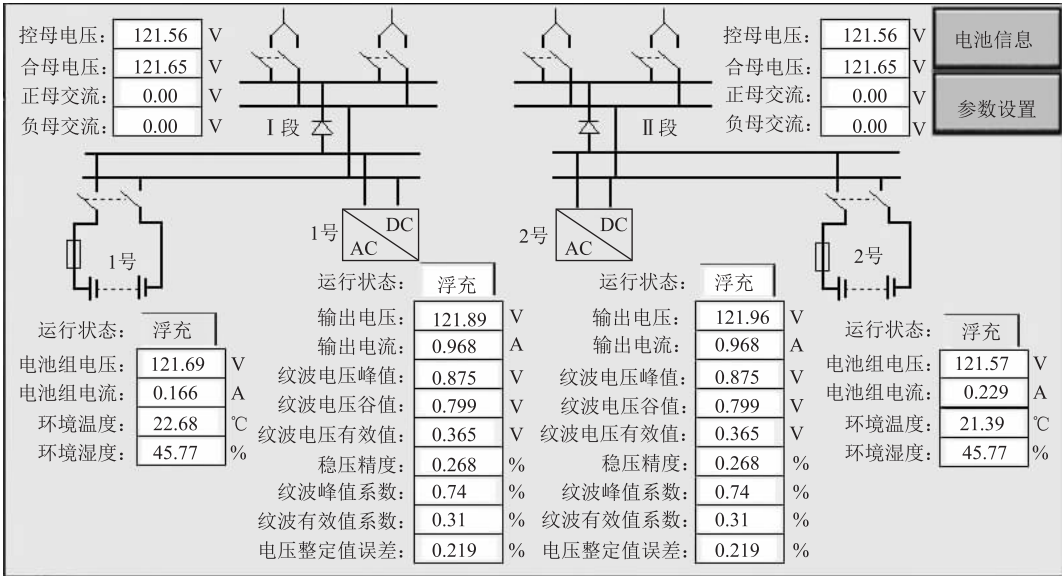 控母电压： 121.56 V
合母电压： 121.65 V
正母交流： 0.00 V
负母交流： 0.00 V
Ⅰ段
Ⅱ段
控母电压： 121.56 V
合母电压： 121.65 V
正母交流： 0.00 V
负母交流： 0.00 V
电池信息
参数设置
1号
1号
DC
AC
2号
DC
AC
2号
运行状态： 浮充
电池组电压： 121.69 V
电池组电流： 0.166 A
环境温度： 22.68 ℃
环境湿度： 45.77 %
运行状态： 浮充
输出电压： 121.89 V
输出电流： 0.968 A
纹波电压峰值： 0.875 V
纹波电压谷值： 0.799 V
纹波电压有效值： 0.365 V
稳压精度： 0.268 %
纹波峰值系数： 0.74 %
纹波有效值系数： 0.31 %
电压整定值误差： 0.219 %
运行状态： 浮充
输出电压： 121.96 V
输出电流： 0.968 A
纹波电压峰值： 0.875 V
纹波电压谷值： 0.799 V
纹波电压有效值： 0.365 V
稳压精度： 0.268 %
纹波峰值系数： 0.74 %
纹波有效值系数： 0.31 %
电压整定值误差： 0.219 %
运行状态： 浮充
电池组电压： 121.57 V
电池组电流： 0.229 A
环境温度： 21.39 ℃
环境湿度： 45.77 %